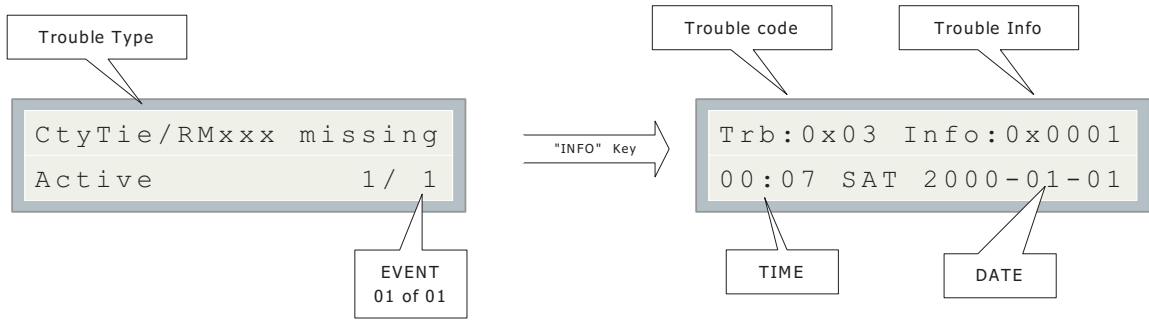 Trouble Type
CtyTie/RMxxx missing
Active 1/ 1
EVENT
01 of 01
"INFO" Key
Trouble code
Trouble Info
Trb:0x03 Info:0x0001
00:07 SAT 2000-01-01
TIME
DATE